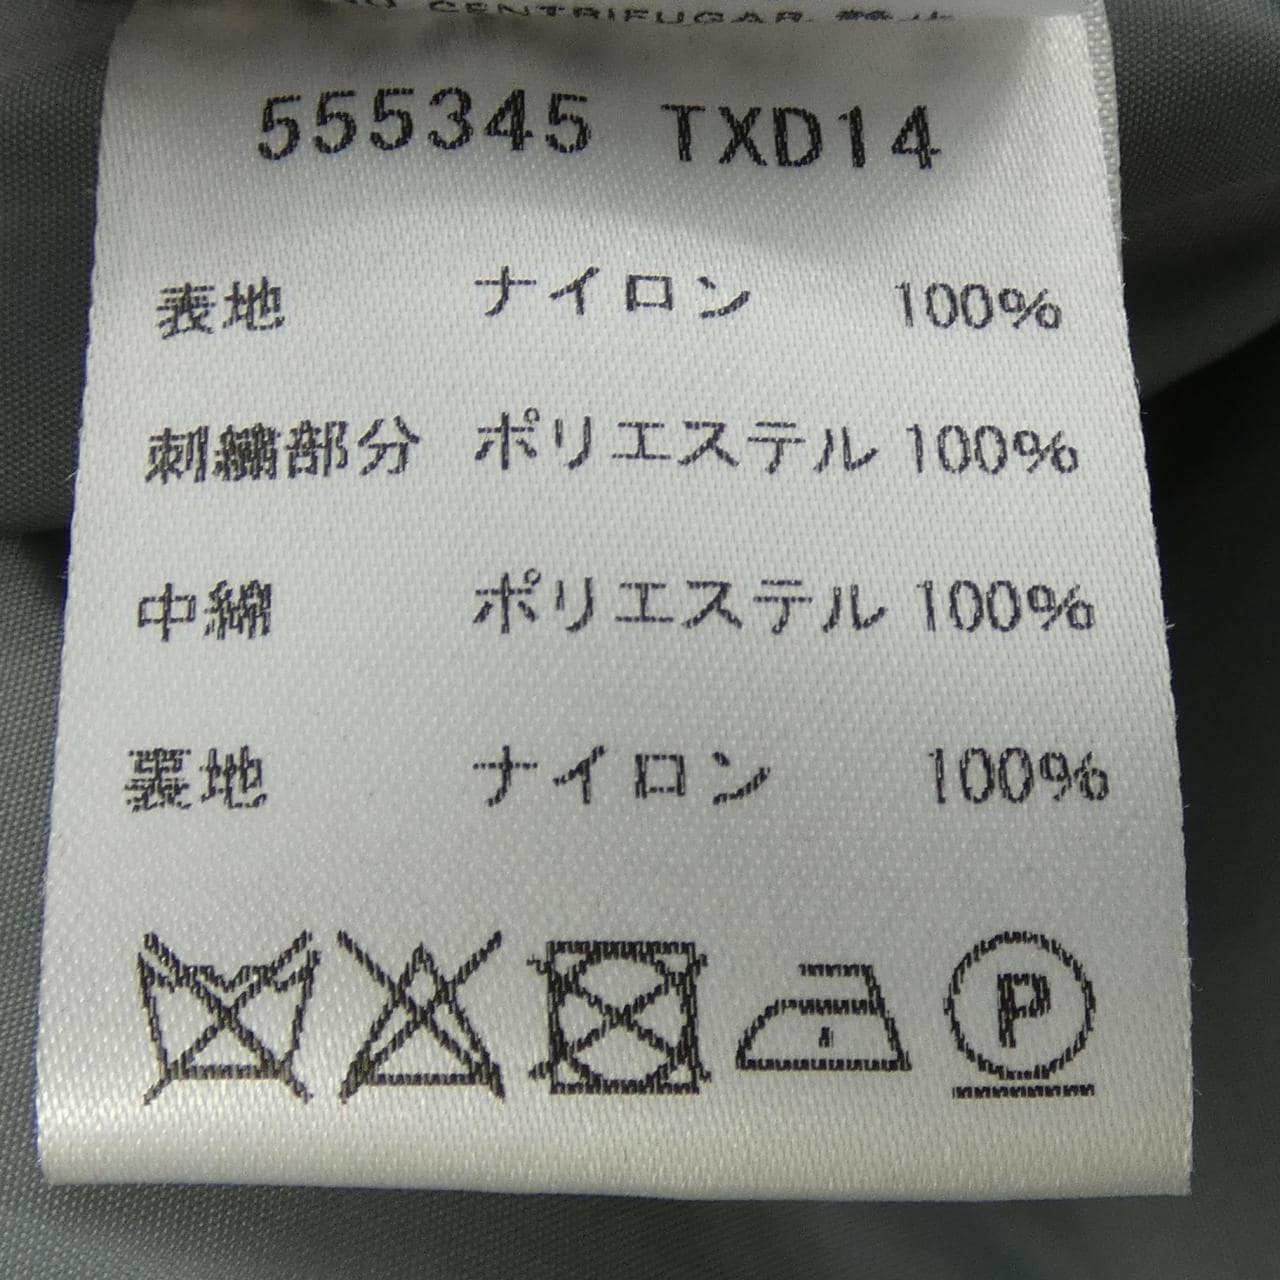 CENTRIFUGAR
555345 TXD14
表地 ナイロン 100%
刺繍部分 ポリエステル 100%
中綿 ポリエステル 100%
裏地 ナイロン 100%
P